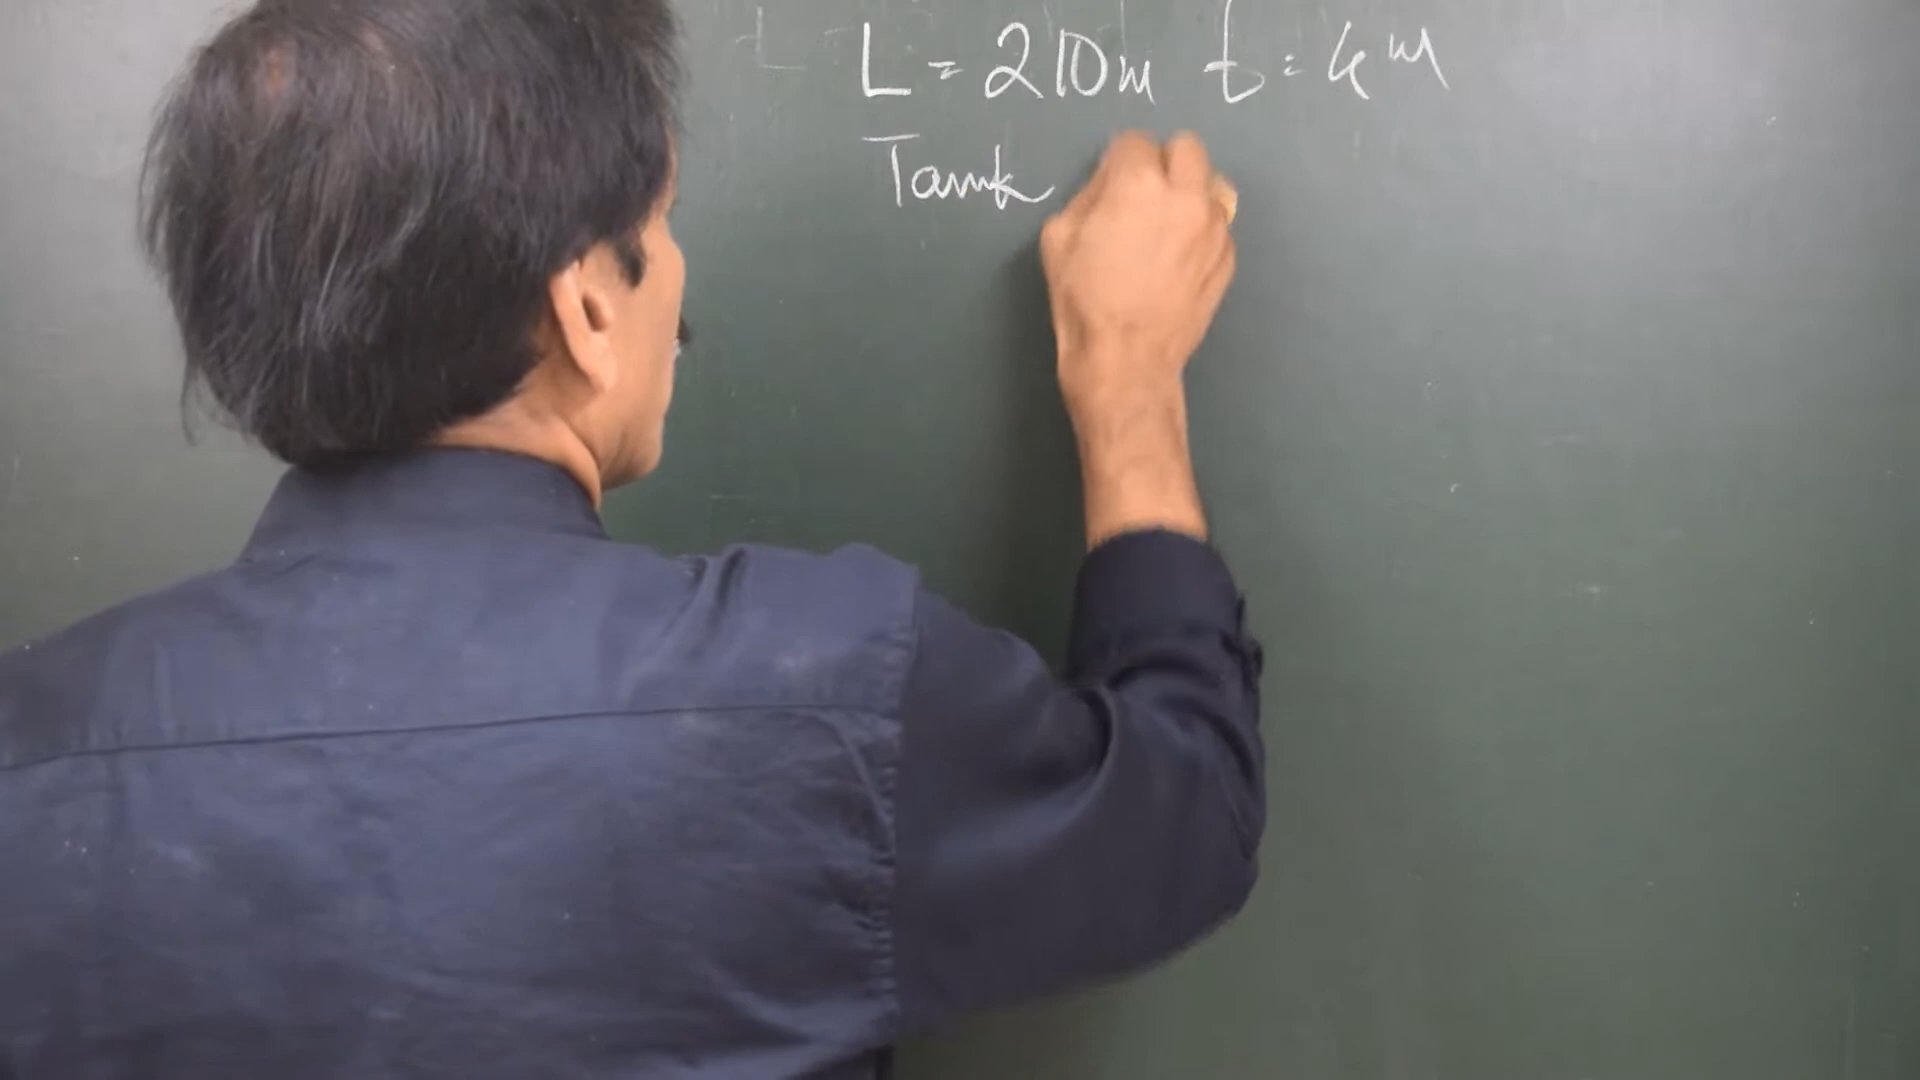 L = 210m t = 4m
Tank